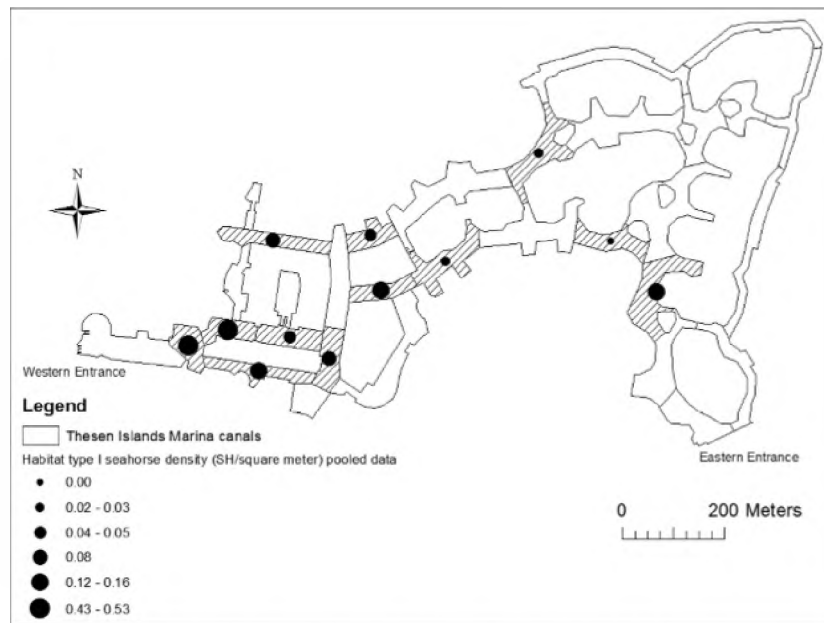 N
Western Entrance
Legend
Thesen Islands Marina canals
Habitat type I seahorse density (SH/square meter) pooled data
0.00
0.02 - 0.03
0.04 - 0.05
0.08
0.12 - 0.16
0.43 - 0.53
Eastern Entrance
0 200 Meters